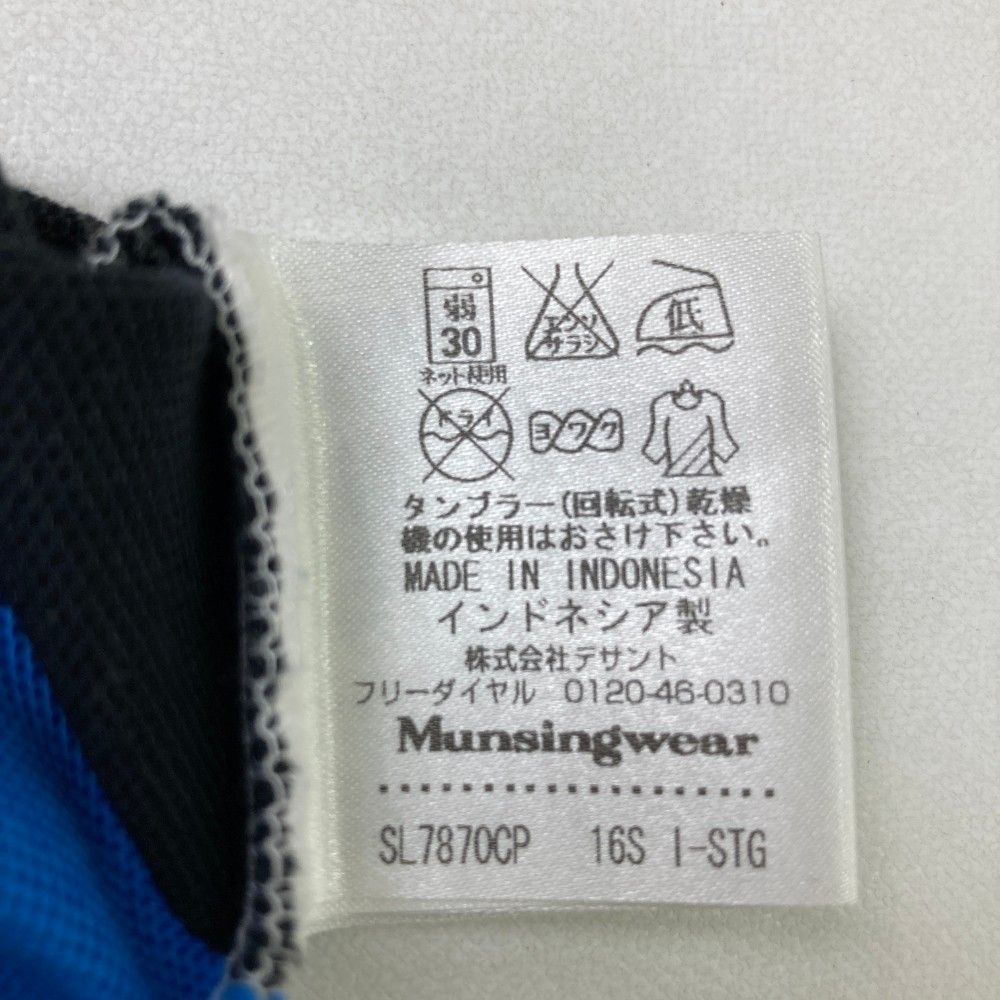 弱
30
ネット使用
エンソ
サラシ
低
ドライ
ヨワク
タンブラー(回転式)乾燥
機の使用はおさけ下さい。
MADE IN INDONESIA
インドネシア製
株式会社デサント
フリーダイヤル 0120-46-0310
Munsingwear
SL7870CP 16S I-STG